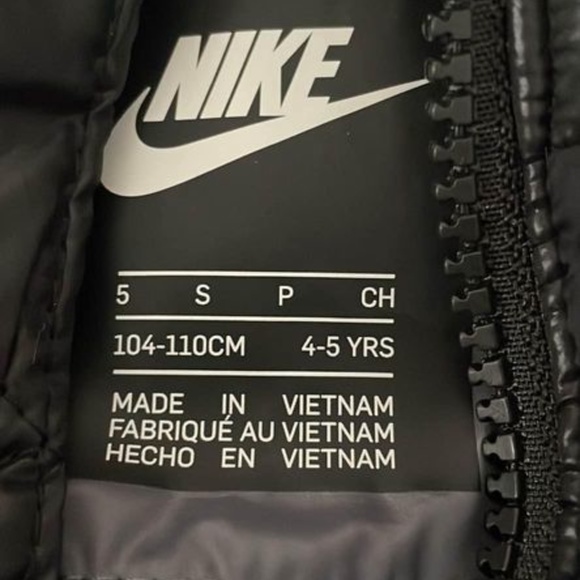 NIKE
5 S P CH
104-110CM 4-5 YRS
MADE IN VIETNAM
FABRIQUÉ AU VIETNAM
HECHO EN VIETNAM